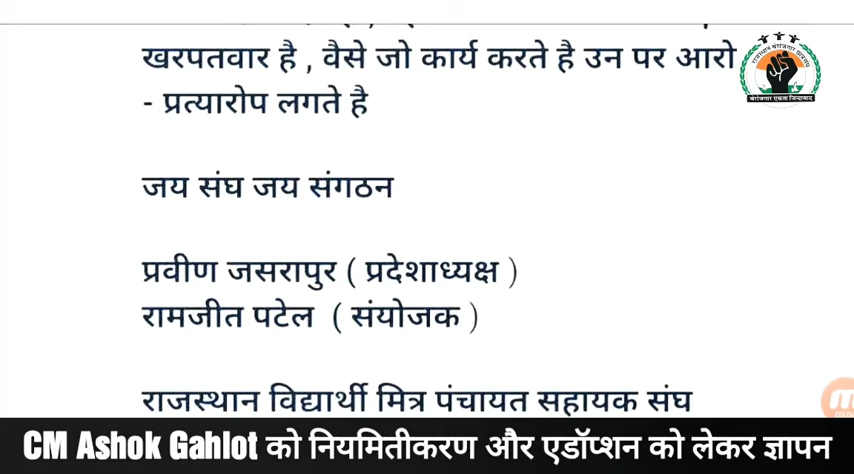 खरपतवार है , वैसे जो कार्य करते है उन पर आरो
- प्रत्यारोप लगते है
जय संघ जय संगठन
प्रवीण जसरापुर ( प्रदेशाध्यक्ष )
रामजीत पटेल ( संयोजक )
राजस्थान विद्यार्थी मित्र पंचायत सहायक संघ
CM Ashok Gahlot को नियमितीकरण और एडॉप्शन को लेकर ज्ञापन